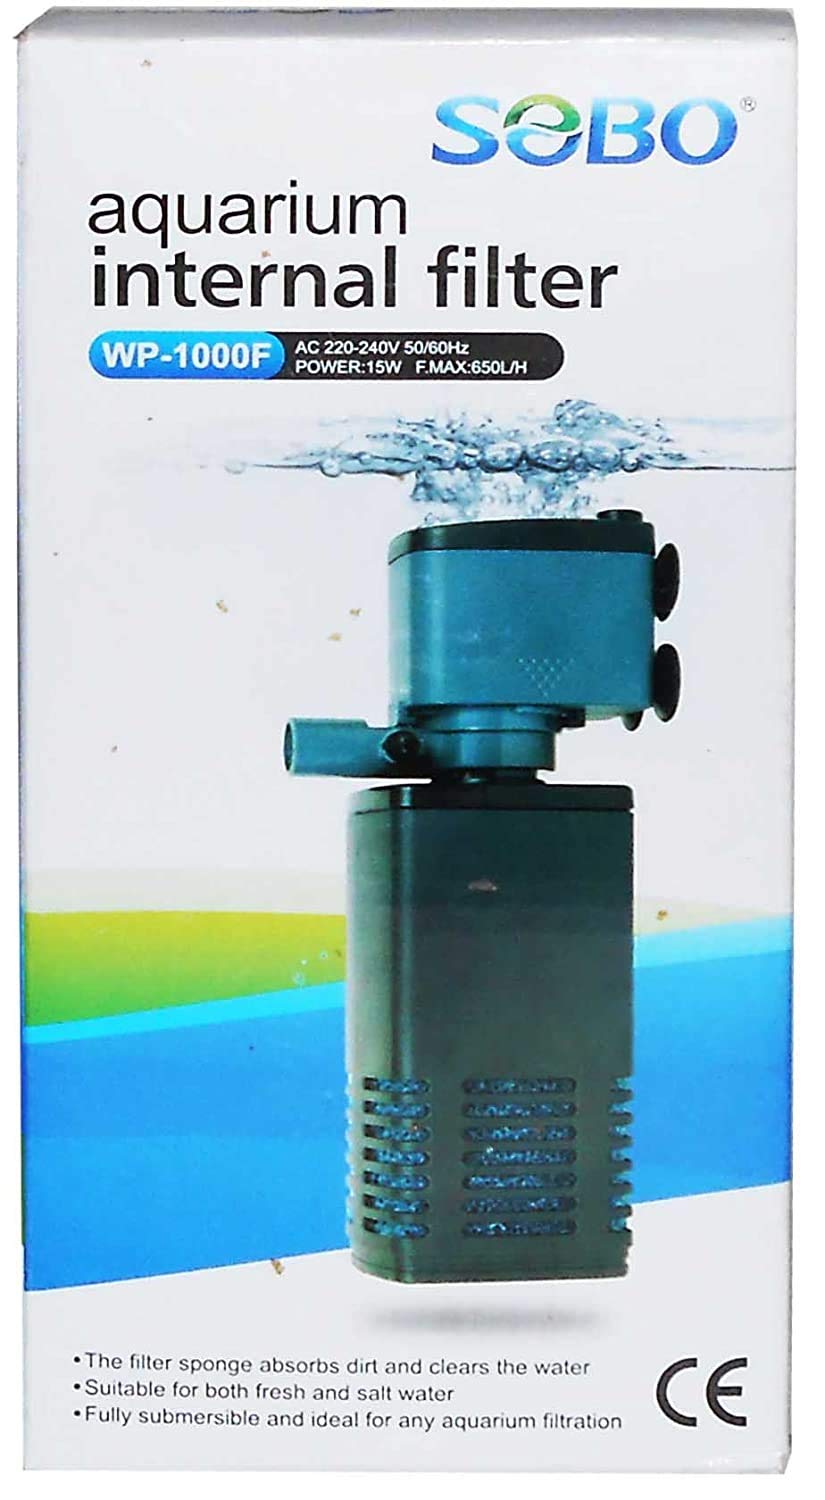 SOBO®
aquarium
internal filter
WP-1000F
AC 220-240V 50/60Hz
POWER:15W F.MAX:650L/H
•The filter sponge absorbs dirt and clears the water
•Suitable for both fresh and salt water
•Fully submersible and ideal for any aquarium filtration
CE